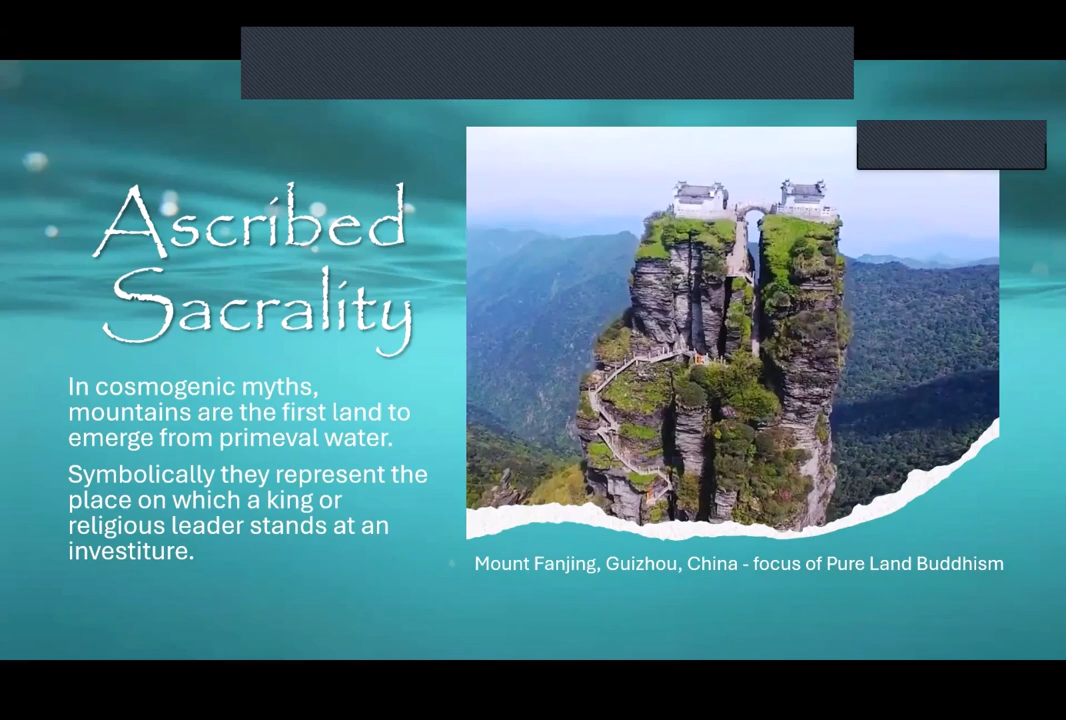 Ascribed
Sacrality
In cosmogenic myths,
mountains are the first land to
emerge from primeval water.
Symbolically they represent the
place on which a king or
religious leader stands at an
investiture.
Mount Fanjing, Guizhou, China - focus of Pure Land Buddhism